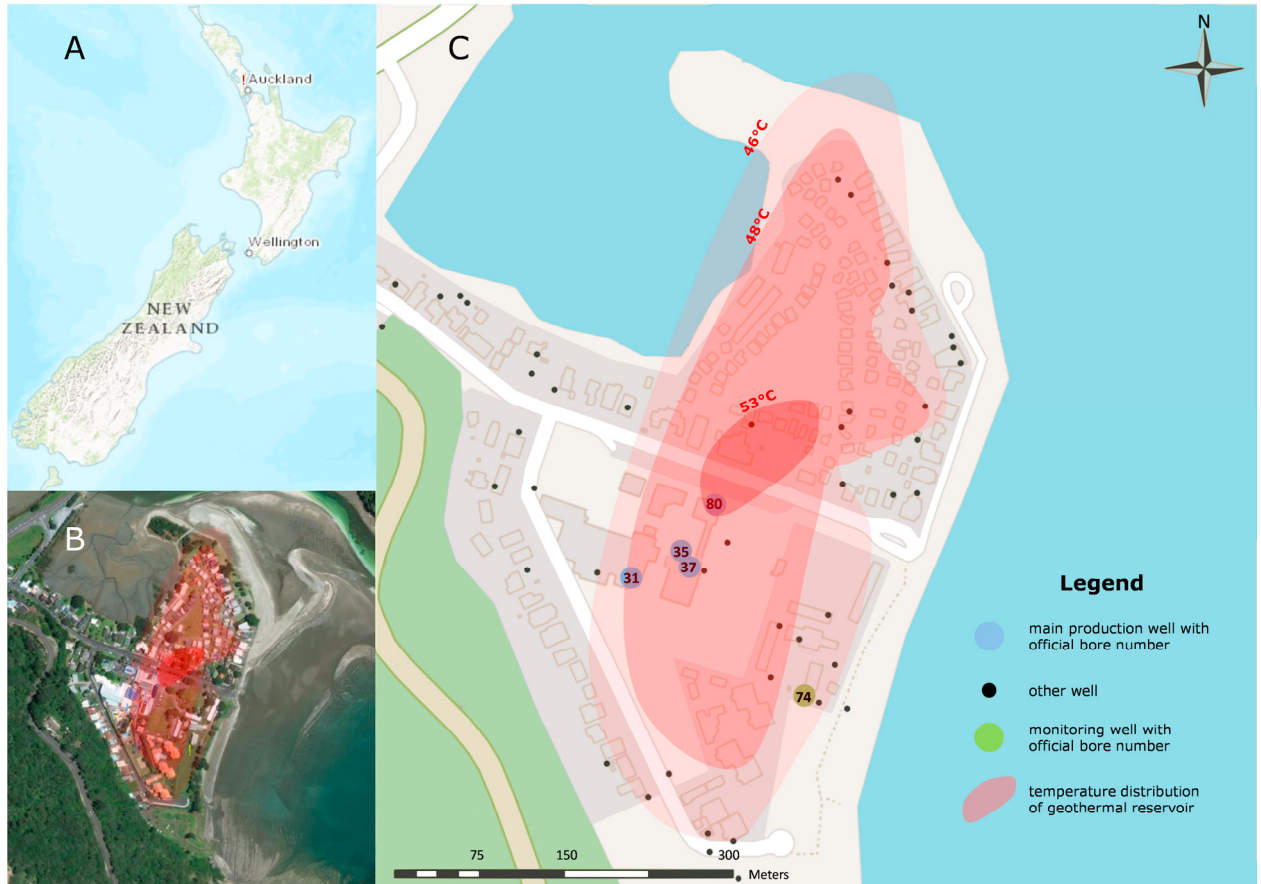 A
!Auckland
Wellington
NEW
ZEALAND
B
C
N
46°C
48°C
53°C
80
35
37
31
74
Legend
main production well with
official bore number
other well
monitoring well with
official bore number
temperature distribution
of geothermal reservoir
75 150 300
Meters